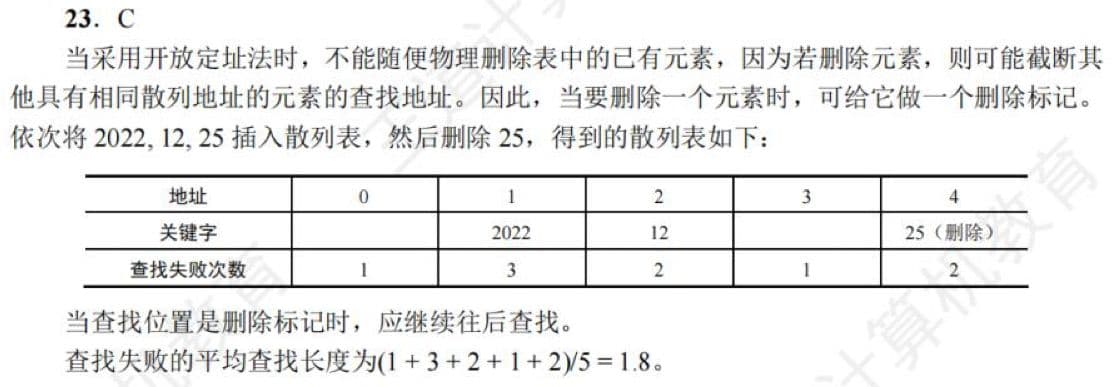 23．C
当采用开放定址法时，不能随便物理删除表中的已有元素，因为若删除元素，则可能截断其
他具有相同散列地址的元素的查找地址。因此，当要删除一个元素时，可给它做一个删除标记。
依次将 2022, 12, 25 插入散列表，然后删除 25，得到的散列表如下：
地址 0 1 2 3 4
关键字 2022 12 25（删除）
查找失败次数 1 3 2 1 2
当查找位置是删除标记时，应继续往后查找。
查找失败的平均查找长度为(1 + 3 + 2 + 1 + 2)/5 = 1.8。
计算机教育